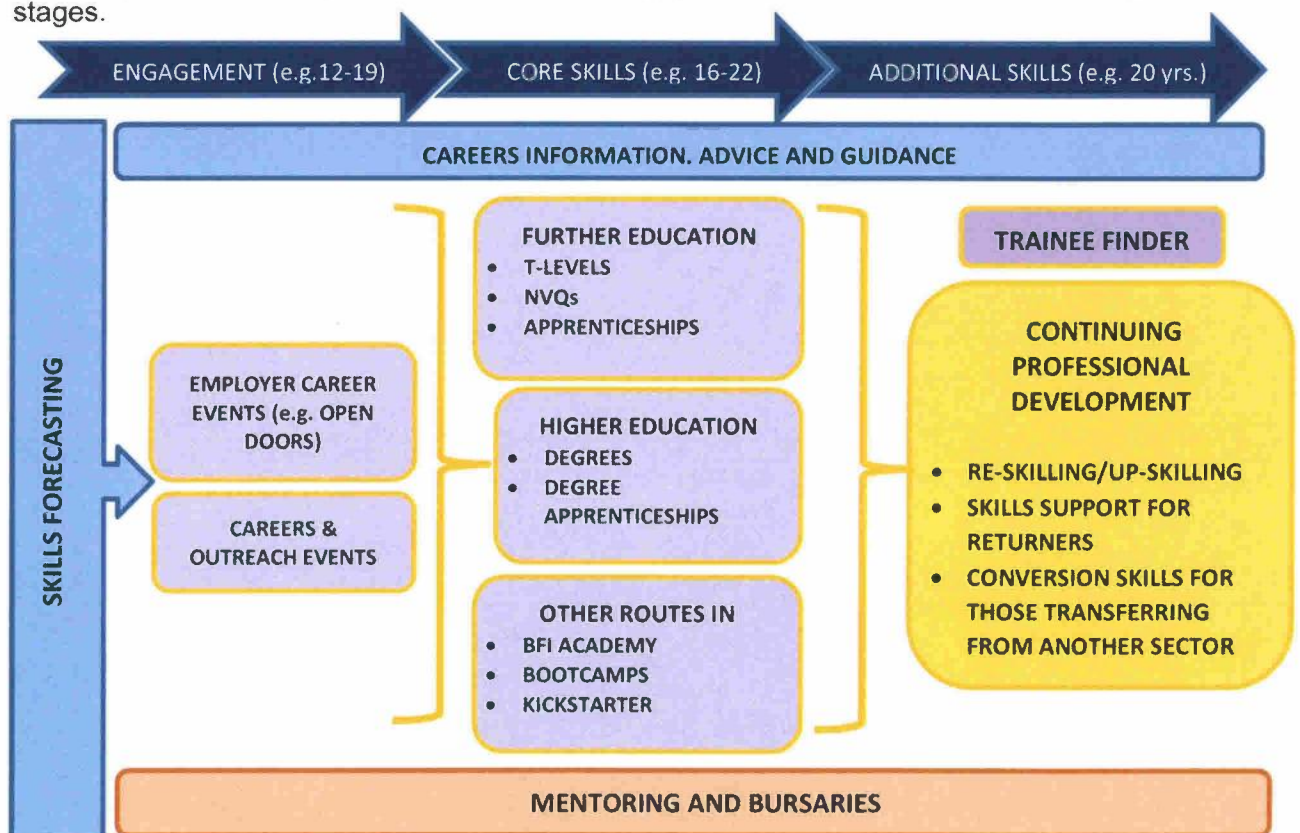 stages.
ENGAGEMENT (e.g.12-19)
CORE SKILLS (e.g. 16-22)
ADDITIONAL SKILLS (e.g. 20 yrs.)
CAREERS INFORMATION. ADVICE AND GUIDANCE
SKILLS FORECASTING
EMPLOYER CAREER
EVENTS (e.g. OPEN
DOORS)
CAREERS &
OUTREACH EVENTS
FURTHER EDUCATION
• T-LEVELS
• NVQs
• APPRENTICESHIPS
HIGHER EDUCATION
• DEGREES
• DEGREE
APPRENTICESHIPS
OTHER ROUTES IN
• BFI ACADEMY
• BOOTCAMPS
• KICKSTARTER
TRAINEE FINDER
CONTINUING
PROFESSIONAL
DEVELOPMENT
• RE-SKILLING/UP-SKILLING
• SKILLS SUPPORT FOR
RETURNERS
• CONVERSION SKILLS FOR
THOSE TRANSFERRING
FROM ANOTHER SECTOR
MENTORING AND BURSARIES